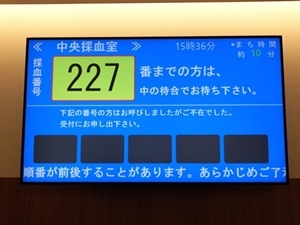 ≪ 中央採血室 ≫ 15時36分 *まち時間
約10分
採血番号 227 番までの方は、
中の待合でお待ち下さい。
下記の番号の方はお呼びしましたがご不在でした。
受付にお申し出下さい。
順番が前後することがあります。あらかじめご了